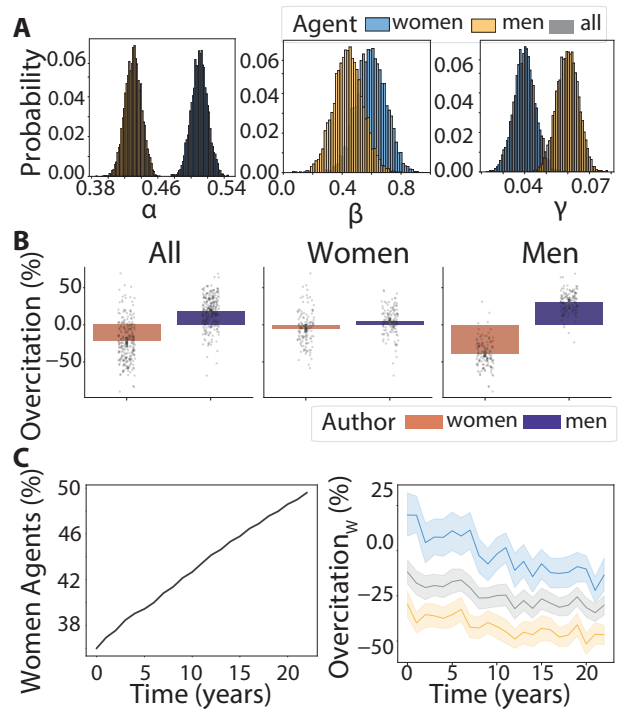 A
Agent women men all
Probability
0.06
0.04
0.02
0.00
0.38 0.46 0.54
α
0.06
0.04
0.02
0.00
0.0 0.4 0.8
β
0.06
0.04
0.02
0.00
0.04 0.07
γ
B
All Women Men
Overcitation (%)
50
0.0
−50
Author women men
C
Women Agents (%)
50
46
42
38
0 5 10 15 20
Time (years)
Overcitation_W (%)
25
0.0
−25
−50
0 5 10 15 20
Time (years)